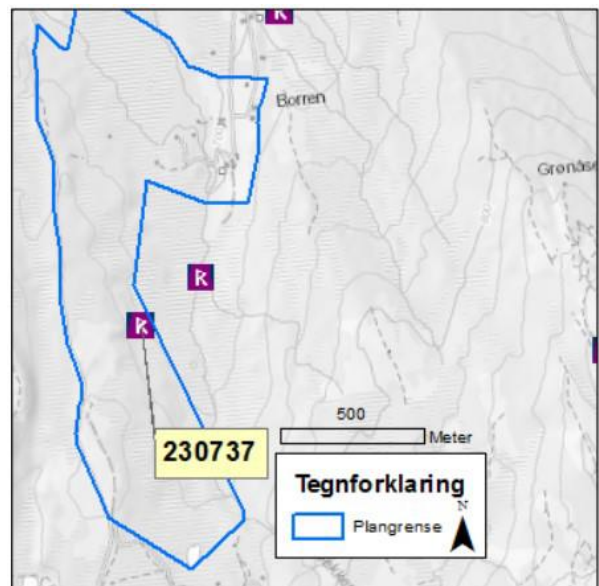 Borren
Grønåse
230737
500
Meter
Tegnforklaring
N
Plangrense